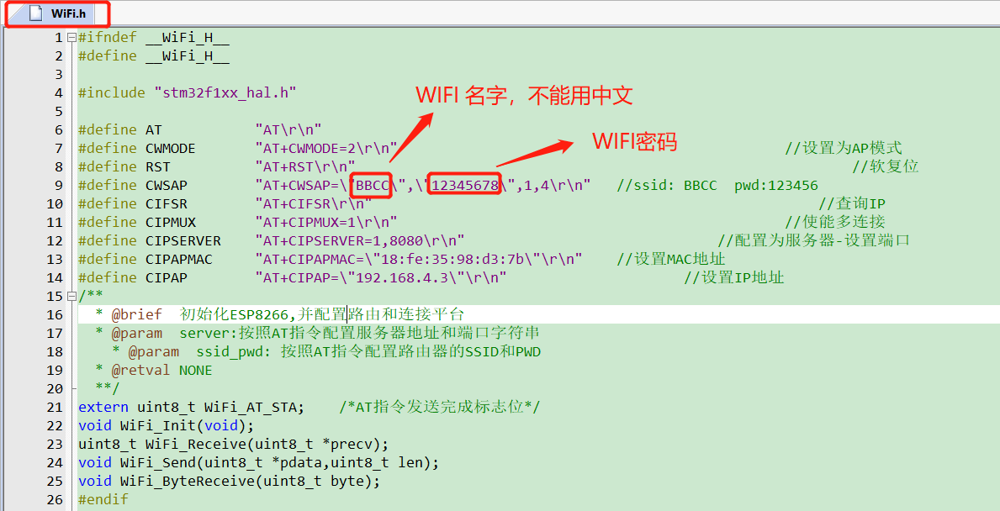 WiFi.h
1 #ifndef __WiFi_H__
2 #define __WiFi_H__
3
4 #include "stm32f1xx_hal.h"
WIFI 名字，不能用中文
5
6 #define AT "AT\r\n"
WIFI密码
7 #define CWMODE "AT+CWMODE=2\r\n" //设置为AP模式
8 #define RST "AT+RST\r\n" //软复位
9 #define CWSAP "AT+CWSAP=\"BBCC\",\"12345678\",1,4\r\n" //ssid: BBCC pwd:123456
10 #define CIFSR "AT+CIFSR\r\n" //查询IP
11 #define CIPMUX "AT+CIPMUX=1\r\n" //使能多连接
12 #define CIPSERVER "AT+CIPSERVER=1,8080\r\n" //配置为服务器-设置端口
13 #define CIPAPMAC "AT+CIPAPMAC=\"18:fe:35:98:d3:7b\"\r\n" //设置MAC地址
14 #define CIPAP "AT+CIPAP=\"192.168.4.3\"\r\n" //设置IP地址
15 /**
16 * @brief 初始化ESP8266,并配置路由和连接平台
17 * @param server:按照AT指令配置服务器地址和端口字符串
18 * @param ssid_pwd: 按照AT指令配置路由器的SSID和PWD
19 * @retval NONE
20 **/
21 extern uint8_t WiFi_AT_STA; /*AT指令发送完成标志位*/
22 void WiFi_Init(void);
23 uint8_t WiFi_Receive(uint8_t *precv);
24 void WiFi_Send(uint8_t *pdata,uint8_t len);
25 void WiFi_ByteReceive(uint8_t byte);
26 #endif